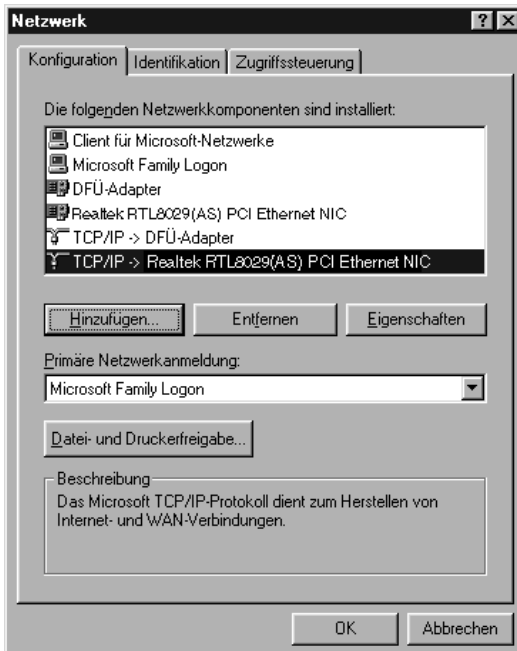 Netzwerk
Konfiguration Identifikation Zugriffssteuerung
Die folgenden Netzwerkkomponenten sind installiert:
Client für Microsoft-Netzwerke
Microsoft Family Logon
DFÜ-Adapter
Realtek RTL8029(AS) PCI Ethernet NIC
TCP/IP -> DFÜ-Adapter
TCP/IP -> Realtek RTL8029(AS) PCI Ethernet NIC
Hinzufügen... Entfernen Eigenschaften
Primäre Netzwerkanmeldung:
Microsoft Family Logon
Datei- und Druckerfreigabe...
Beschreibung
Das Microsoft TCP/IP-Protokoll dient zum Herstellen von
Internet- und WAN-Verbindungen.
OK Abbrechen